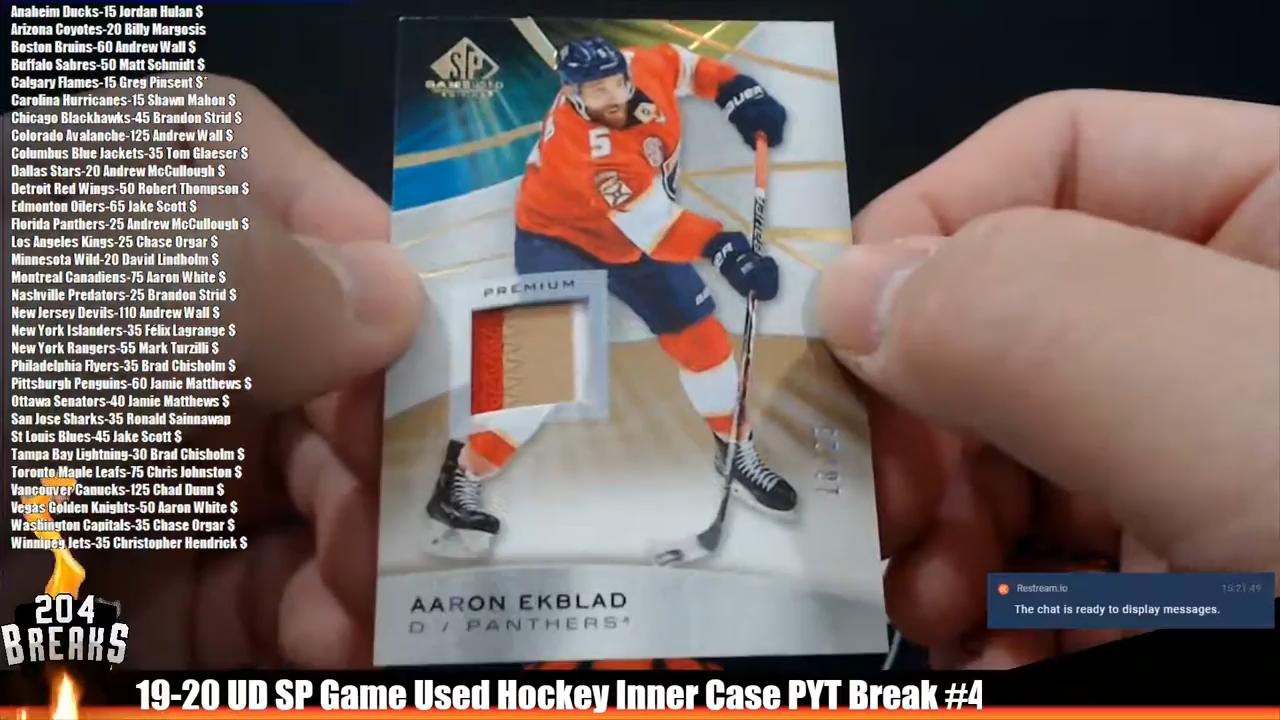 Anaheim Ducks-15 Jordan Hulan $
Arizona Coyotes-20 Billy Margosis
Boston Bruins-60 Andrew Wall $
Buffalo Sabres-50 Matt Schmidt $
Calgary Flames-15 Greg Pinsent $
Carolina Hurricanes-15 Shawn Mahon $
Chicago Blackhawks-45 Brandon Strid $
Colorado Avalanche-125 Andrew Wall $
Columbus Blue Jackets-35 Tom Glaeser $
Dallas Stars-20 Andrew McCullough $
Detroit Red Wings-50 Robert Thompson $
Edmonton Oilers-65 Jake Scott $
Florida Panthers-25 Andrew McCullough $
Los Angeles Kings-25 Chase Orgar $
Minnesota Wild-20 David Lindholm $
Montreal Canadiens-75 Aaron White $
Nashville Predators-25 Brandon Strid $
New Jersey Devils-110 Andrew Wall $
New York Islanders-35 Felix Lagrange $
New York Rangers-55 Mark Turzilli $
Philadelphia Flyers-35 Brad Chisholm $
Pittsburgh Penguins-60 Jamie Matthews $
Ottawa Senators-40 Jamie Matthews $
San Jose Sharks-35 Ronald Sainnawap
St Louis Blues-45 Jake Scott $
Tampa Bay Lightning-30 Brad Chisholm $
Toronto Maple Leafs-75 Chris Johnston $
Vancouver Canucks-125 Chad Dunn $
Vegas Golden Knights-50 Aaron White $
Washington Capitals-35 Chase Orgar $
Winnipeg Jets-35 Christopher Hendrick $
204
BREAKS
SP
GAME USED
EDITION
5
BAUER
BAUER
PREMIUM
AARON EKBLAD
D / PANTHERS
Restream.io
15:21:49
The chat is ready to display messages.
19-20 UD SP Game Used Hockey Inner Case PYT Break #4